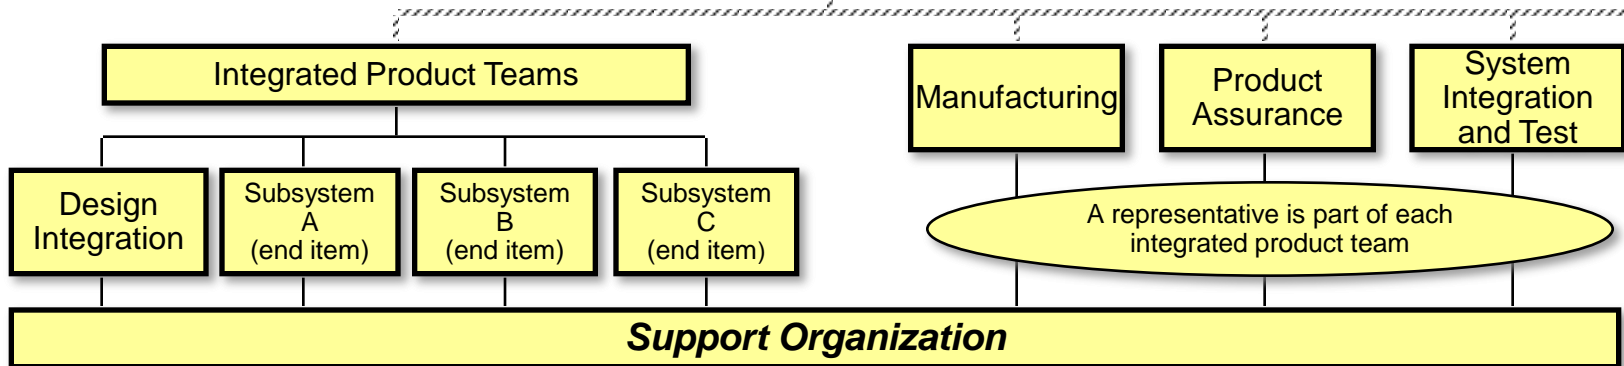 Integrated Product Teams
Manufacturing
Product
Assurance
System
Integration
and Test
Design
Integration
Subsystem
A
(end item)
Subsystem
B
(end item)
Subsystem
C
(end item)
A representative is part of each
integrated product team
Support Organization